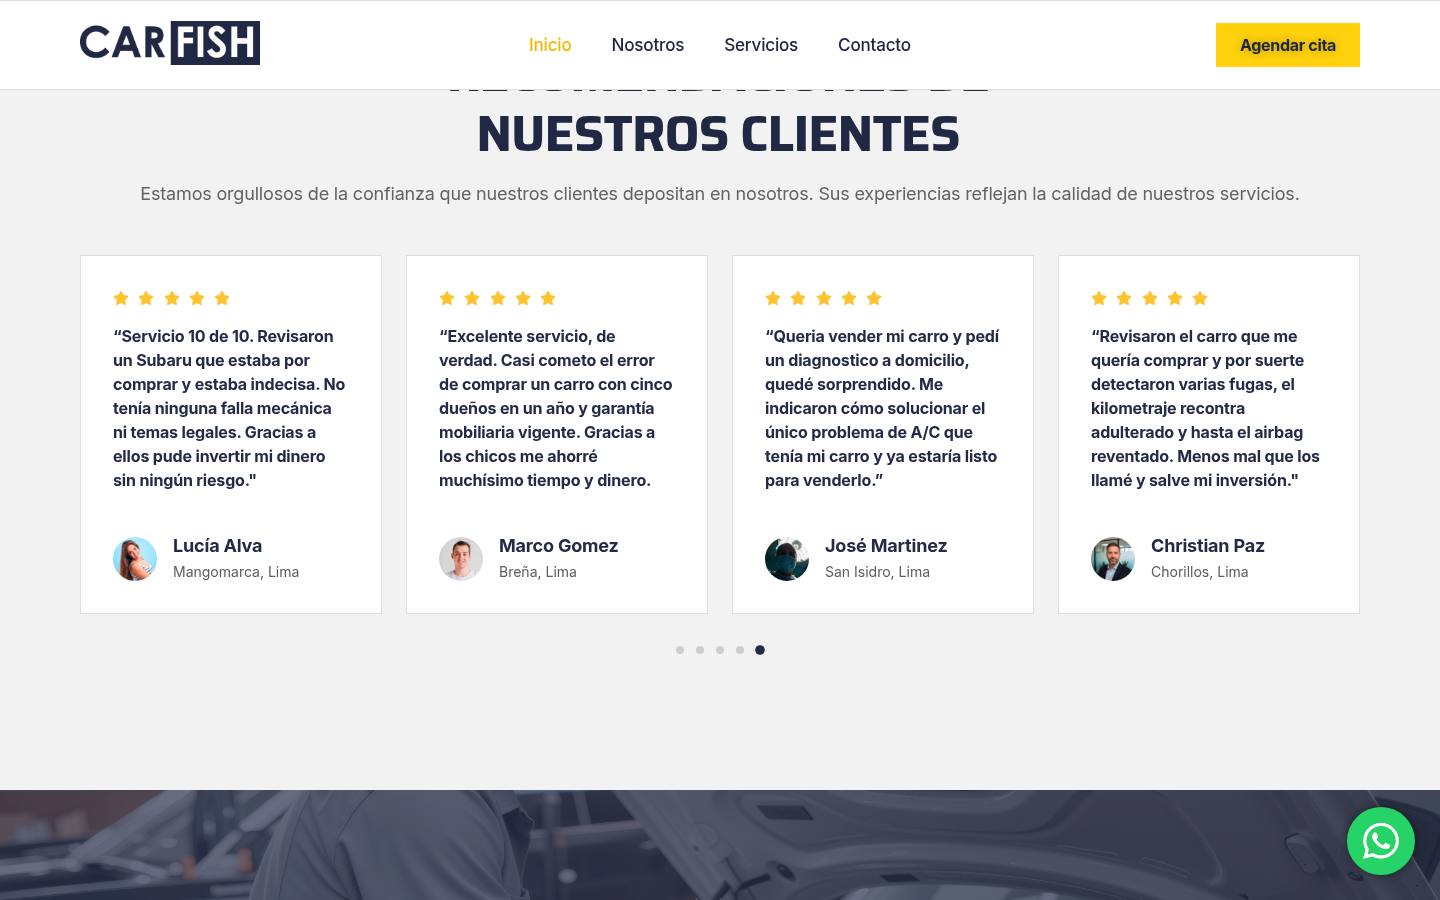 CARFISH
Inicio
Nosotros
Servicios
Contacto
Agendar cita
RECOMENDACIONES DE
NUESTROS CLIENTES
Estamos orgullosos de la confianza que nuestros clientes depositan en nosotros. Sus experiencias reflejan la calidad de nuestros servicios.
“Servicio 10 de 10. Revisaron
un Subaru que estaba por
comprar y estaba indecisa. No
tenía ninguna falla mecánica
ni temas legales. Gracias a
ellos pude invertir mi dinero
sin ningún riesgo."
Lucía Alva
Mangomarca, Lima
“Excelente servicio, de
verdad. Casi cometo el error
de comprar un carro con cinco
dueños en un año y garantía
mobiliaria vigente. Gracias a
los chicos me ahorré
muchísimo tiempo y dinero.
Marco Gomez
Breña, Lima
“Queria vender mi carro y pedí
un diagnostico a domicilio,
quedé sorprendido. Me
indicaron cómo solucionar el
único problema de A/C que
tenía mi carro y ya estaría listo
para venderlo.”
José Martinez
San Isidro, Lima
“Revisaron el carro que me
quería comprar y por suerte
detectaron varias fugas, el
kilometraje recontra
adulterado y hasta el airbag
reventado. Menos mal que los
llamé y salve mi inversión."
Christian Paz
Chorillos, Lima